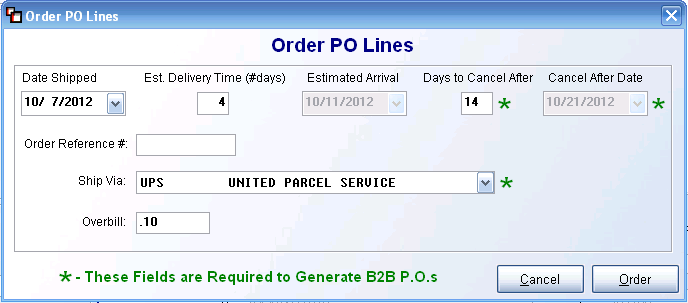 Order PO Lines
Order PO Lines
Date Shipped Est. Delivery Time (#days) Estimated Arrival Days to Cancel After Cancel After Date
10/ 7/2012 4 10/11/2012 14 * 10/21/2012 *
Order Reference #:
Ship Via: UPS UNITED PARCEL SERVICE *
Overbill: .10
* - These Fields are Required to Generate B2B P.O.s
Cancel Order